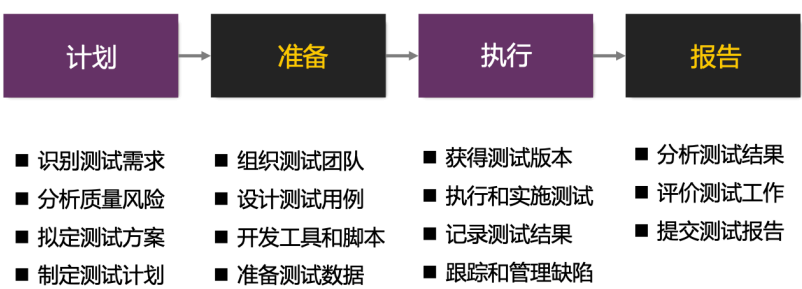 计划
准备
执行
报告
■ 识别测试需求
■ 分析质量风险
■ 拟定测试方案
■ 制定测试计划
■ 组织测试团队
■ 设计测试用例
■ 开发工具和脚本
■ 准备测试数据
■ 获得测试版本
■ 执行和实施测试
■ 记录测试结果
■ 跟踪和管理缺陷
■ 分析测试结果
■ 评价测试工作
■ 提交测试报告